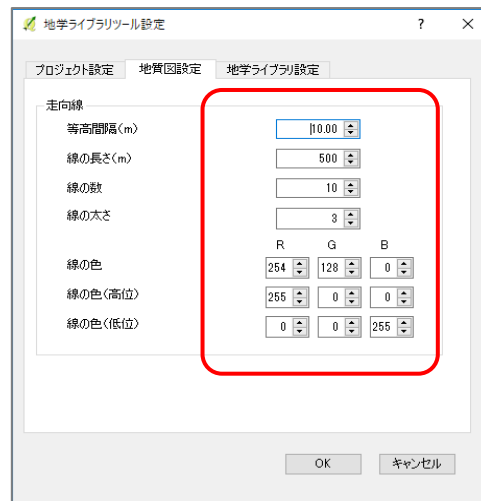 地学ライブラリツール設定 ? ×
プロジェクト設定 地質図設定 地学ライブラリ設定
走向線
等高間隔(m) 10.00
線の長さ(m) 500
線の数 10
線の太さ 3
R G B
線の色 254 128 0
線の色(高位) 255 0 0
線の色(低位) 0 0 255
OK キャンセル